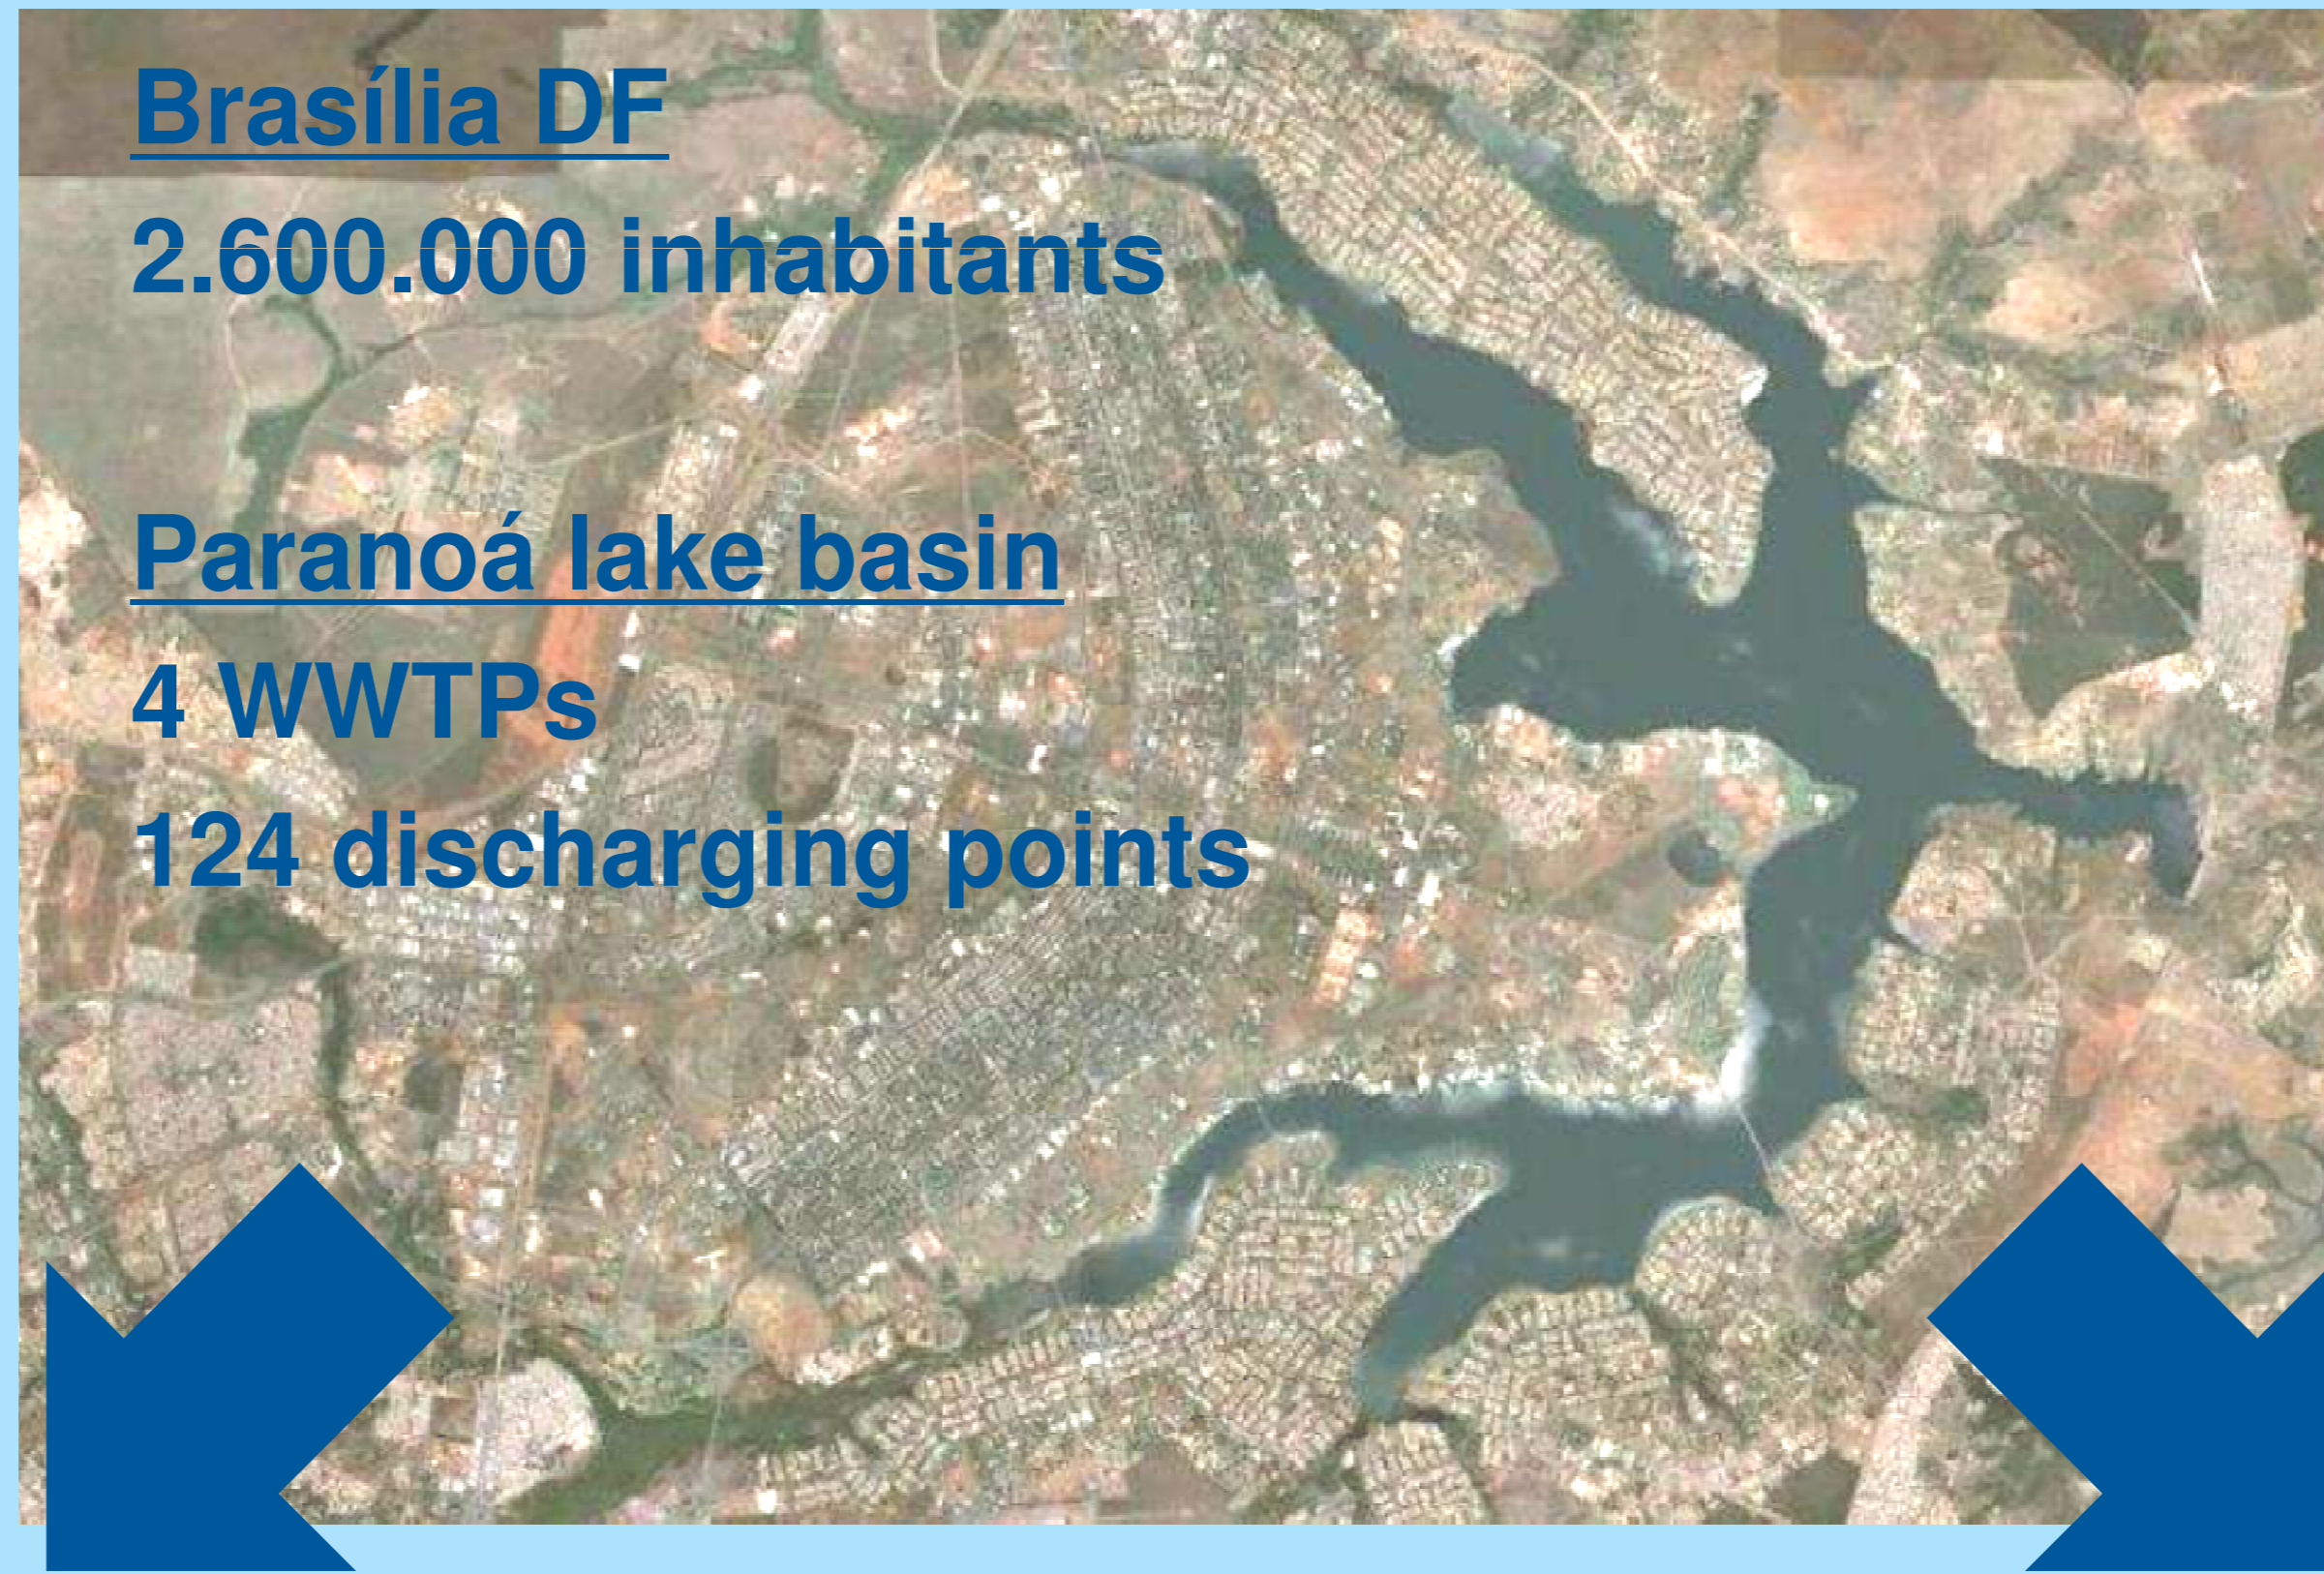 Brasília DF
2.600.000 inhabitants
Paranoá lake basin
4 WWTPs
124 discharging points